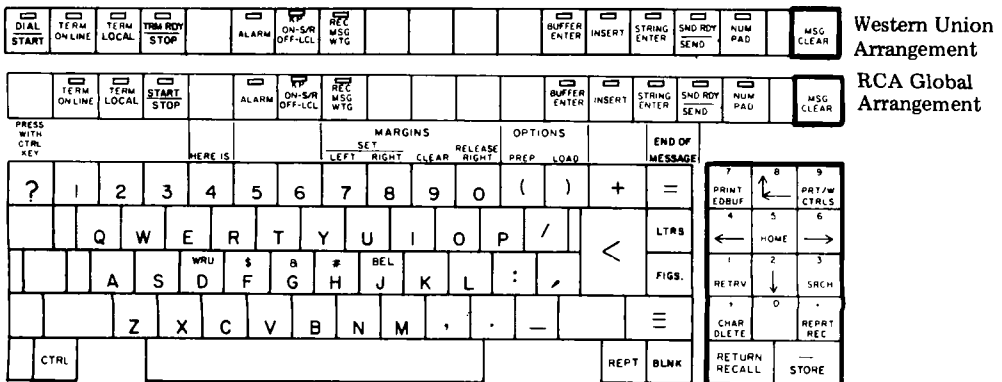 DIAL START TERM ON LINE TERM LOCAL TRM RDY STOP ALARM KP ON-S/R OFF-LCL REC MSG WTG BUFFER ENTER INSERT STRING ENTER SND RDY SEND NUM PAD MSG CLEAR
Western Union Arrangement
TERM ON LINE TERM LOCAL START STOP ALARM KP ON-S/R OFF-LCL REC MSG WTG BUFFER ENTER INSERT STRING ENTER SND RDY SEND NUM PAD MSG CLEAR
RCA Global Arrangement
PRESS WITH CTRL KEY
HERE IS
MARGINS
SET
LEFT RIGHT CLEAR RELEASE RIGHT
OPTIONS
PREP LOAD
END OF MESSAGE
? 1 2 3 4 5 6 7 8 9 0 ( ) + =
Q W E R T Y U I O P / < LTRS
WRU $ & # BEL
A S D F G H J K L : , FIGS.
Z X C V B N M , . — ≡
CTRL REPT BLNK
7 8 9
PRINT EDBUF ↑ ← PRT/W CTRLS
4 5 6
← HOME →
1 2 3
RETRV ↓ SRCH
, 0 .
CHAR DLETE REPRT REC
RETURN RECALL — STORE